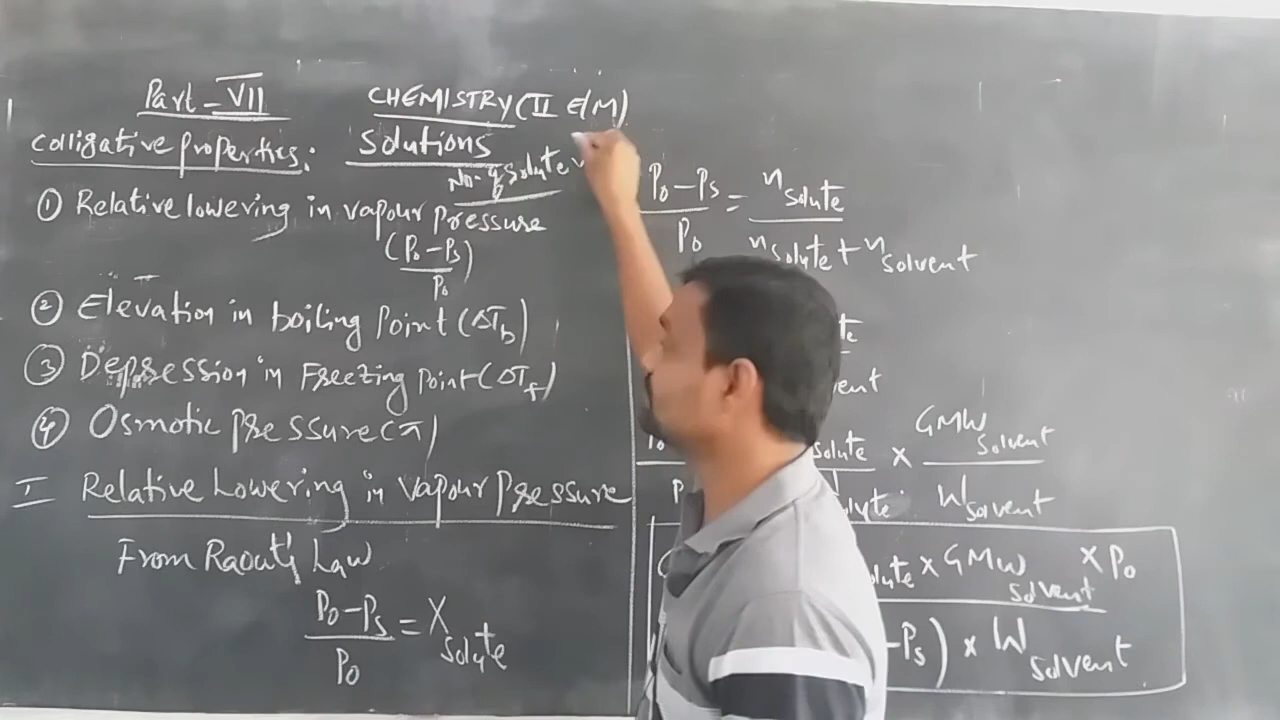 Part - VII
CHEMISTRY (II E/M)
Colligative properties:
Solutions
No. of solute
① Relative lowering in vapour pressure
(P₀ - Pₛ)
P₀
② Elevation in boiling point (ΔT_b)
③ Depression in Freezing point (ΔT_f)
④ Osmotic pressure (π)
I Relative Lowering in Vapour pressure
From Raoult's Law
P₀ - Pₛ = X solute
P₀
P₀ - Pₛ = n solute
P₀ n solute + n solvent
solute × GMW solvent
W solvent
× GMW solvent × P₀
- Pₛ) × W solvent